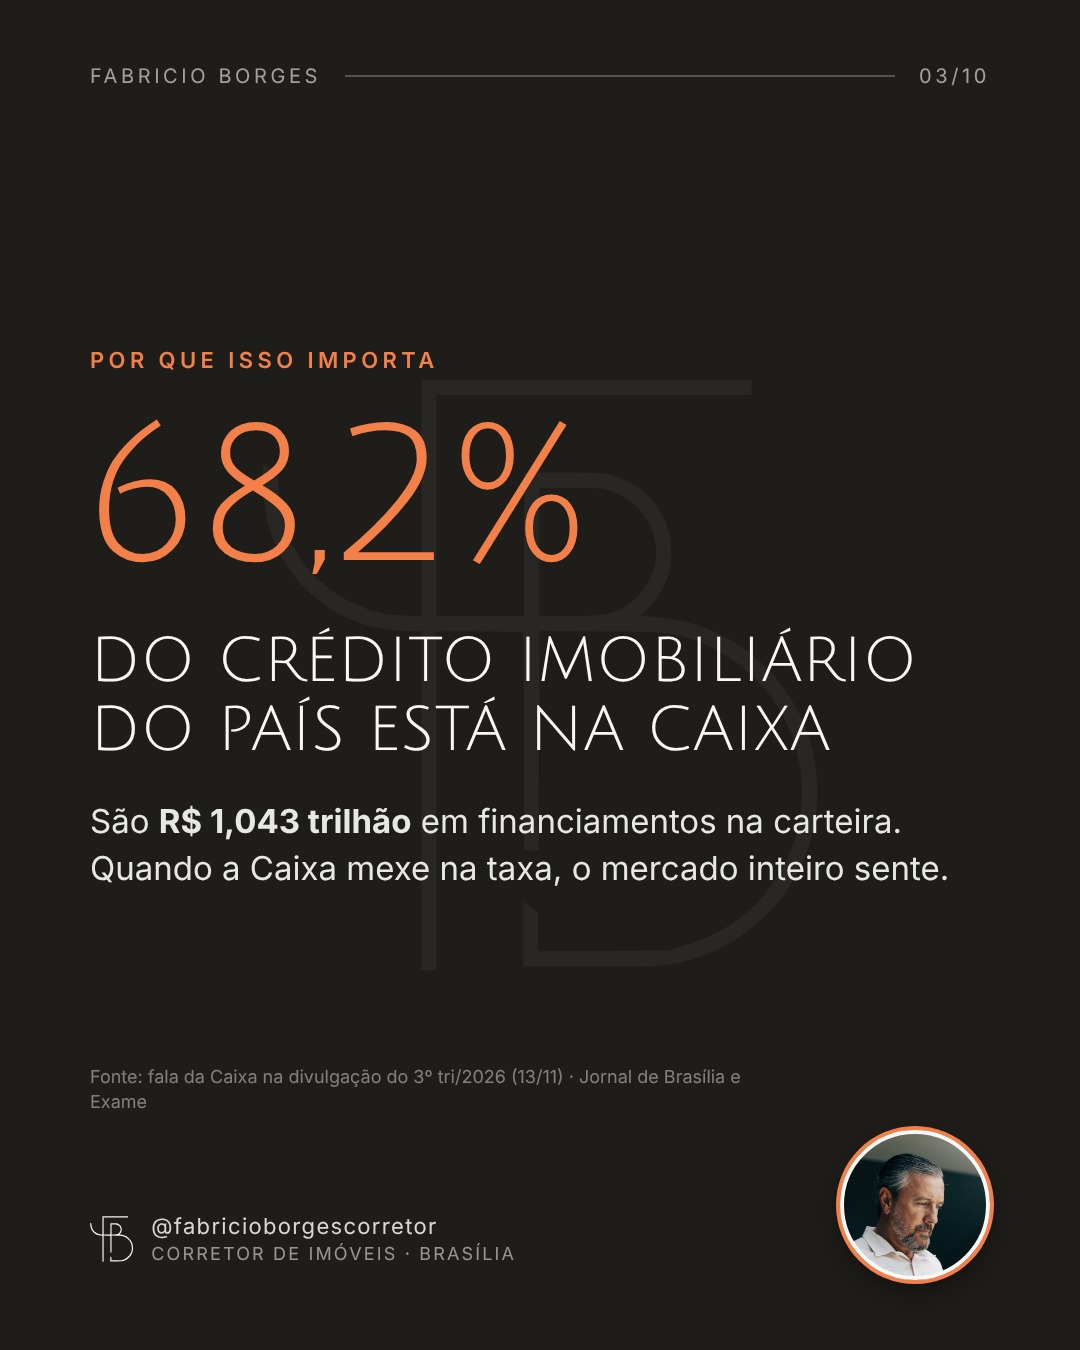 FABRICIO BORGES 03/10
POR QUE ISSO IMPORTA
68,2%
DO CRÉDITO IMOBILIÁRIO
DO PAÍS ESTÁ NA CAIXA
São R$ 1,043 trilhão em financiamentos na carteira.
Quando a Caixa mexe na taxa, o mercado inteiro sente.
Fonte: fala da Caixa na divulgação do 3º tri/2026 (13/11) · Jornal de Brasília e
Exame
@fabricioborgescorretor
CORRETOR DE IMÓVEIS · BRASÍLIA